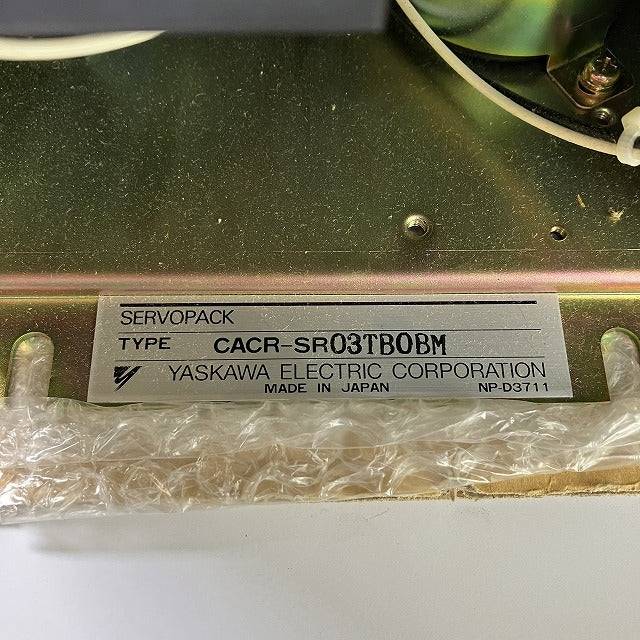 SERVOPACK
TYPE CACR-SR03TB0BM
YASKAWA ELECTRIC CORPORATION
MADE IN JAPAN NP-D3711